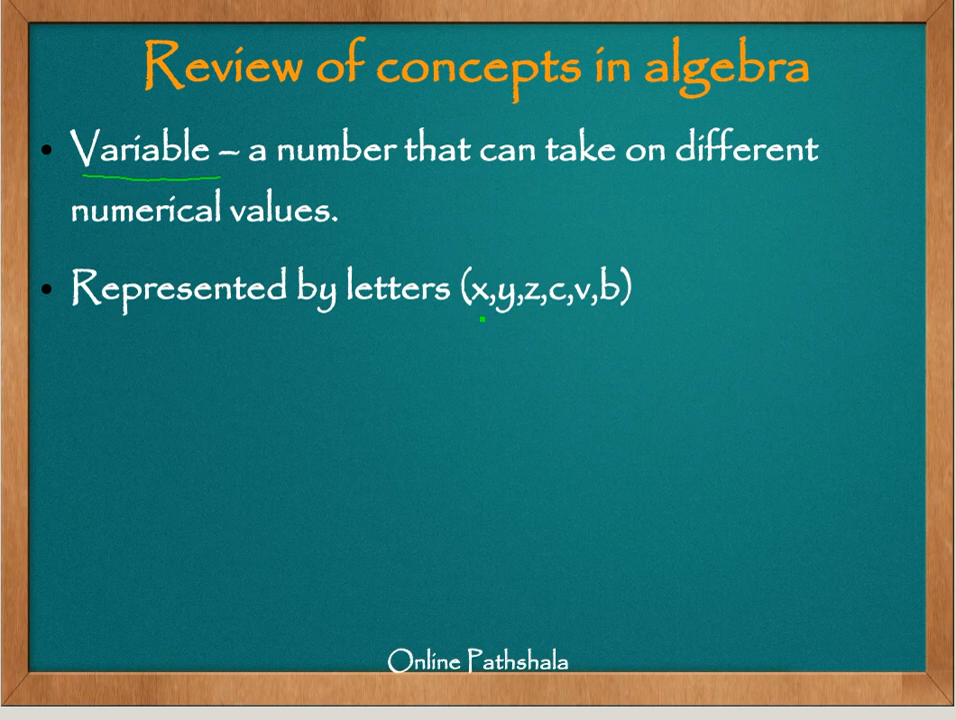 Review of concepts in algebra
• Variable – a number that can take on different
numerical values.
• Represented by letters (x,y,z,c,v,b)
Online Pathshala